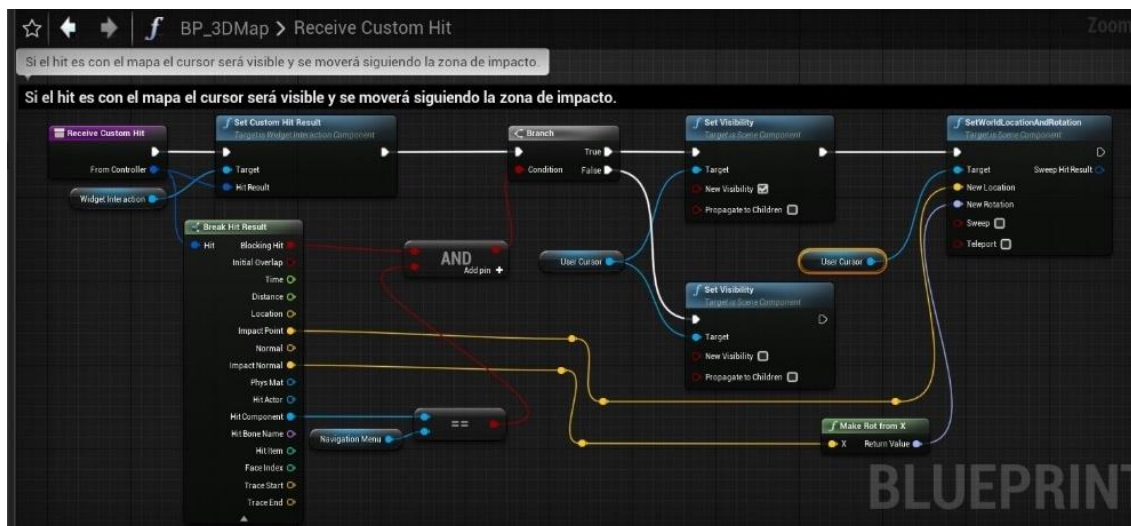 BP_3DMap > Receive Custom Hit
Zoom
Si el hit es con el mapa el cursor será visible y se moverá siguiendo la zona de impacto.
Si el hit es con el mapa el cursor será visible y se moverá siguiendo la zona de impacto.
Receive Custom Hit
From Controller
Widget Interaction
Set Custom Hit Result
Target is Widget Interaction Component
Target
Hit Result
Break Hit Result
Hit
Blocking Hit
Initial Overlap
Time
Distance
Location
Impact Point
Normal
Impact Normal
Phys Mat
Hit Actor
Hit Component
Hit Bone Name
Hit Item
Face Index
Trace Start
Trace End
Navigation Menu
==
AND
Add pin +
Branch
True
Condition
False
User Cursor
Set Visibility
Target is Scene Component
Target
New Visibility
Propagate to Children
Set Visibility
Target is Scene Component
Target
New Visibility
Propagate to Children
User Cursor
SetWorldLocationAndRotation
Target is Scene Component
Target
Sweep Hit Result
New Location
New Rotation
Sweep
Teleport
Make Rot from X
X
Return Value
BLUEPRINT